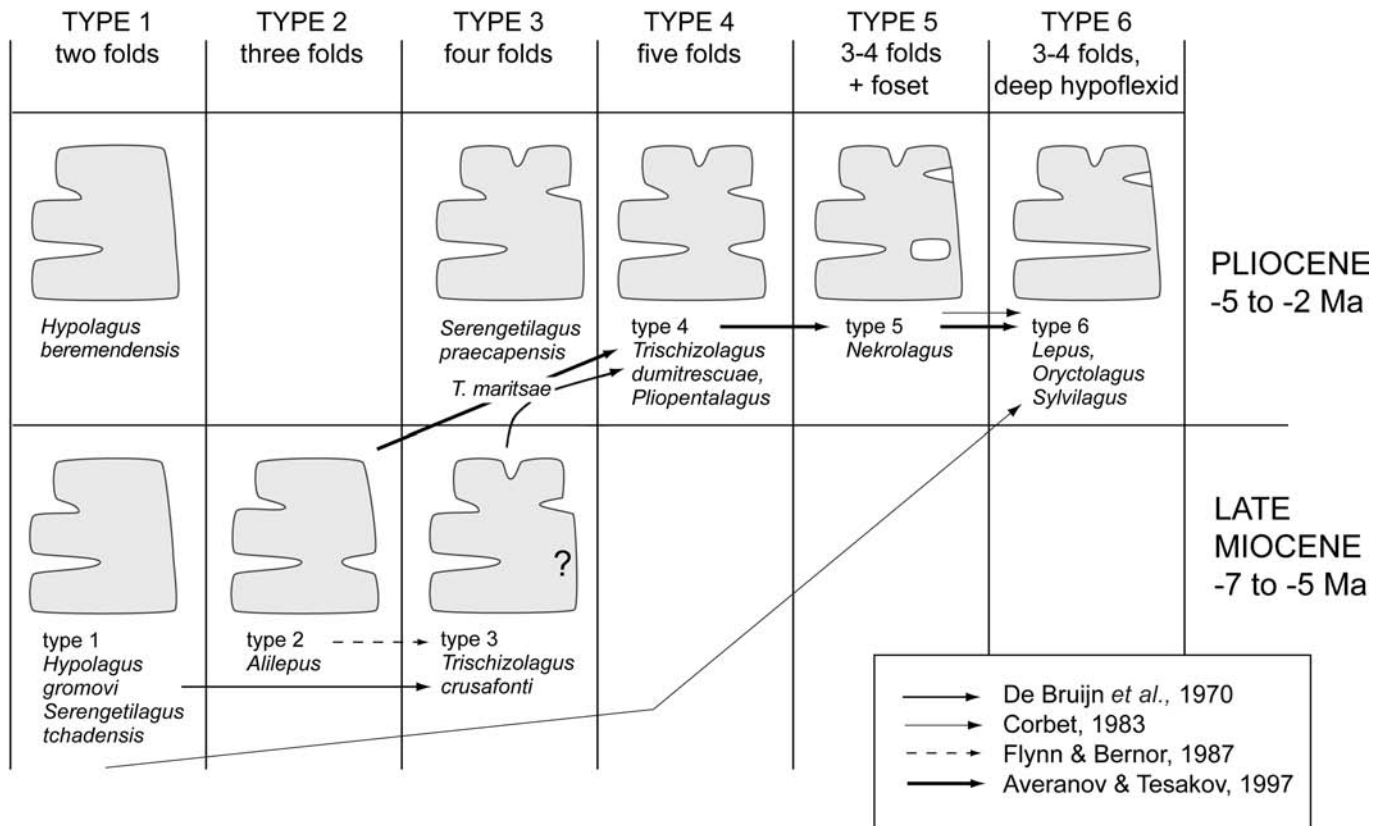 TYPE 1
two folds
TYPE 2
three folds
TYPE 3
four folds
TYPE 4
five folds
TYPE 5
3-4 folds
+ foset
TYPE 6
3-4 folds,
deep hypoflexid
Hypolagus
beremendensis
Serengetilagus
praecapensis
T. maritsae
type 4
Trischizolagus
dumitrescuae,
Pliopentalagus
type 5
Nekrolagus
type 6
Lepus,
Oryctolagus
Sylvilagus
PLIOCENE
-5 to -2 Ma
?
type 1
Hypolagus
gromovi
Serengetilagus
tchadensis
type 2
Alilepus
type 3
Trischizolagus
crusafonti
LATE
MIOCENE
-7 to -5 Ma
De Bruijn et al., 1970
Corbet, 1983
Flynn & Bernor, 1987
Averanov & Tesakov, 1997